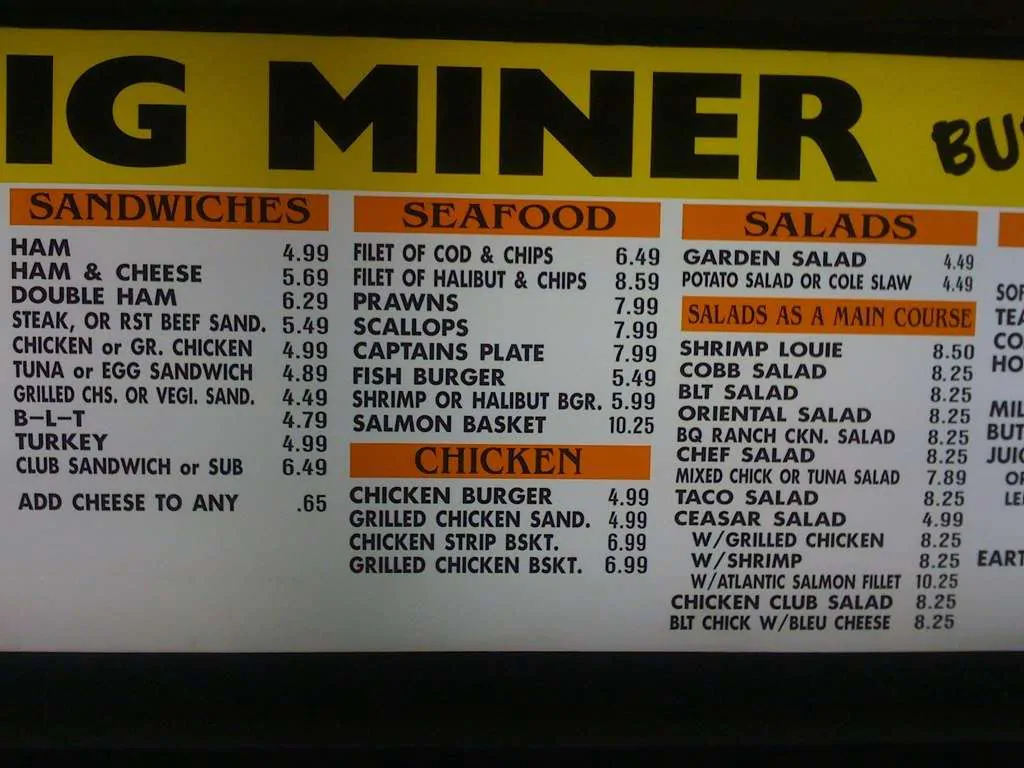 IG MINER
SANDWICHES
HAM 4.99
HAM & CHEESE 5.69
DOUBLE HAM 6.29
STEAK, OR RST BEEF SAND. 5.49
CHICKEN or GR. CHICKEN 4.99
TUNA or EGG SANDWICH 4.89
GRILLED CHS. OR VEGI. SAND. 4.49
B-L-T 4.79
TURKEY 4.99
CLUB SANDWICH or SUB 6.49
ADD CHEESE TO ANY .65
SEAFOOD
FILET OF COD & CHIPS 6.49
FILET OF HALIBUT & CHIPS 8.59
PRAWNS 7.99
SCALLOPS 7.99
CAPTAINS PLATE 7.99
FISH BURGER 5.49
SHRIMP OR HALIBUT BGR. 5.99
SALMON BASKET 10.25
CHICKEN
CHICKEN BURGER 4.99
GRILLED CHICKEN SAND. 4.99
CHICKEN STRIP BSKT. 6.99
GRILLED CHICKEN BSKT. 6.99
SALADS
GARDEN SALAD 4.49
POTATO SALAD OR COLE SLAW 4.49
SALADS AS A MAIN COURSE
SHRIMP LOUIE 8.50
COBB SALAD 8.25
BLT SALAD 8.25
ORIENTAL SALAD 8.25
BQ RANCH CKN. SALAD 8.25
CHEF SALAD 8.25
MIXED CHICK OR TUNA SALAD 7.89
TACO SALAD 8.25
CEASAR SALAD 4.99
W/GRILLED CHICKEN 8.25
W/SHRIMP 8.25
W/ATLANTIC SALMON FILLET 10.25
CHICKEN CLUB SALAD 8.25
BLT CHICK W/BLEU CHEESE 8.25